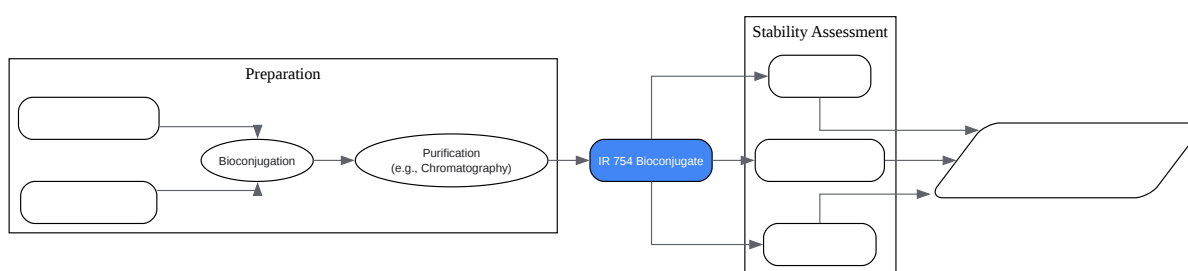 Stability Assessment
Preparation
Purification
(e.g., Chromatography)
Bioconjugation
IR 754 Bioconjugate